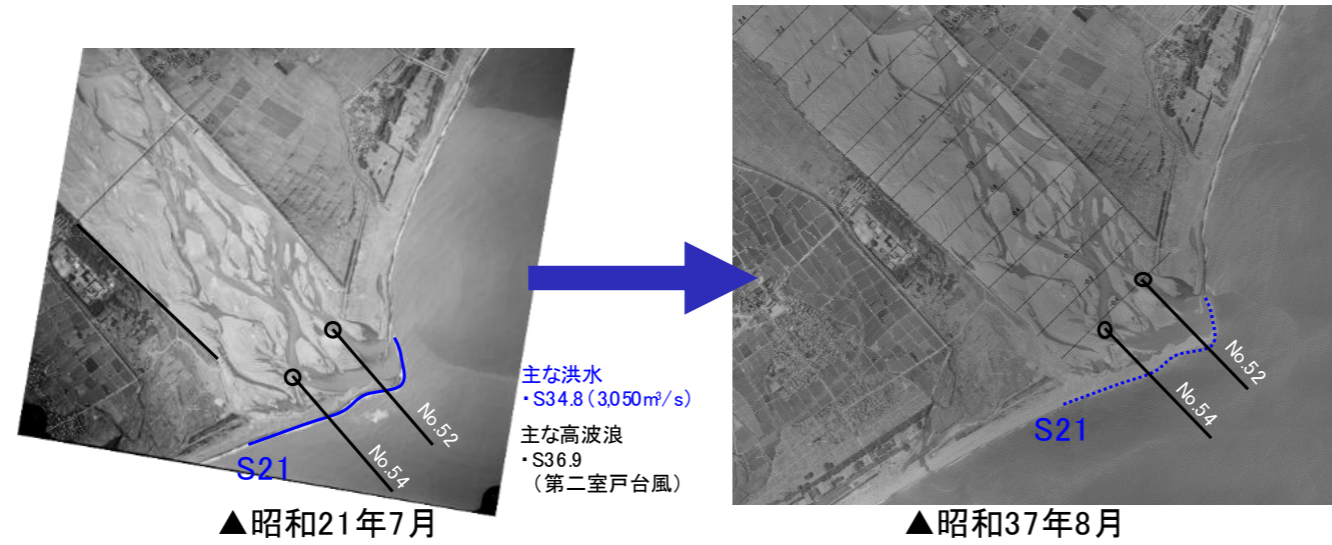 No.52
No.54
S21
主な洪水
・S34.8(3,050㎥/s)
主な高波浪
・S36.9
(第二室戸台風)
▲昭和21年7月
No.52
No.54
S21
▲昭和37年8月